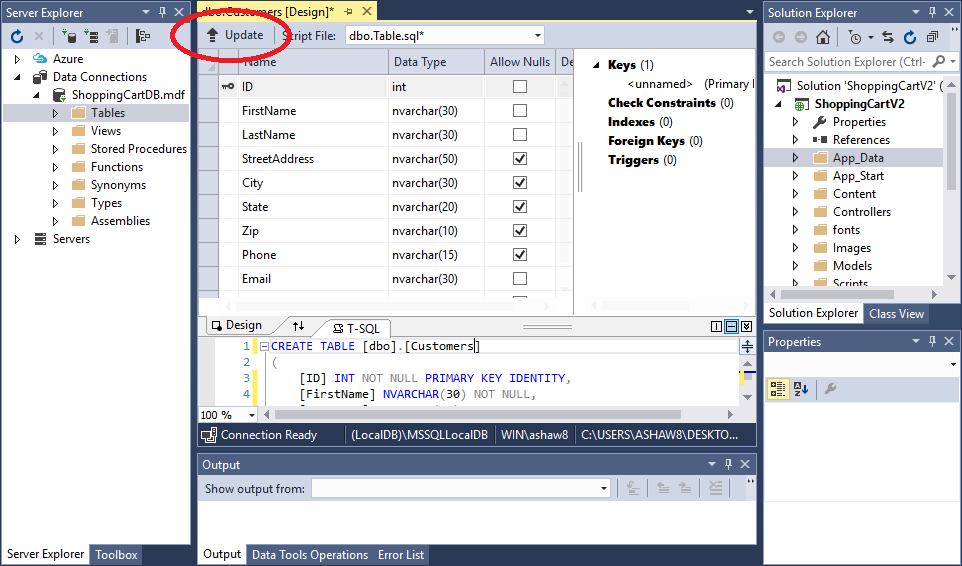 Server Explorer
Azure
Data Connections
ShoppingCartDB.mdf
Tables
Views
Stored Procedures
Functions
Synonyms
Types
Assemblies
Servers
Server Explorer Toolbox
dbo.Customers [Design]*
Update Script File: dbo.Table.sql*
Name Data Type Allow Nulls De
ID int
FirstName nvarchar(30)
LastName nvarchar(30)
StreetAddress nvarchar(50)
City nvarchar(30)
State nvarchar(20)
Zip nvarchar(10)
Phone nvarchar(15)
Email nvarchar(30)
Keys (1)
<unnamed> (Primary
Check Constraints (0)
Indexes (0)
Foreign Keys (0)
Triggers (0)
Design T-SQL
1 CREATE TABLE [dbo].[Customers]
2 (
3 [ID] INT NOT NULL PRIMARY KEY IDENTITY,
4 [FirstName] NVARCHAR(30) NOT NULL,
100 %
Connection Ready (LocalDB)\MSSQLLocalDB WIN\ashaw8 C:\USERS\ASHAW8\DESKTO...
Output
Show output from:
Output Data Tools Operations Error List
Solution Explorer
Search Solution Explorer (Ctrl-
Solution 'ShoppingCartV2' (
ShoppingCartV2
Properties
References
App_Data
App_Start
Content
Controllers
fonts
Images
Models
Scripts
Solution Explorer Class View
Properties